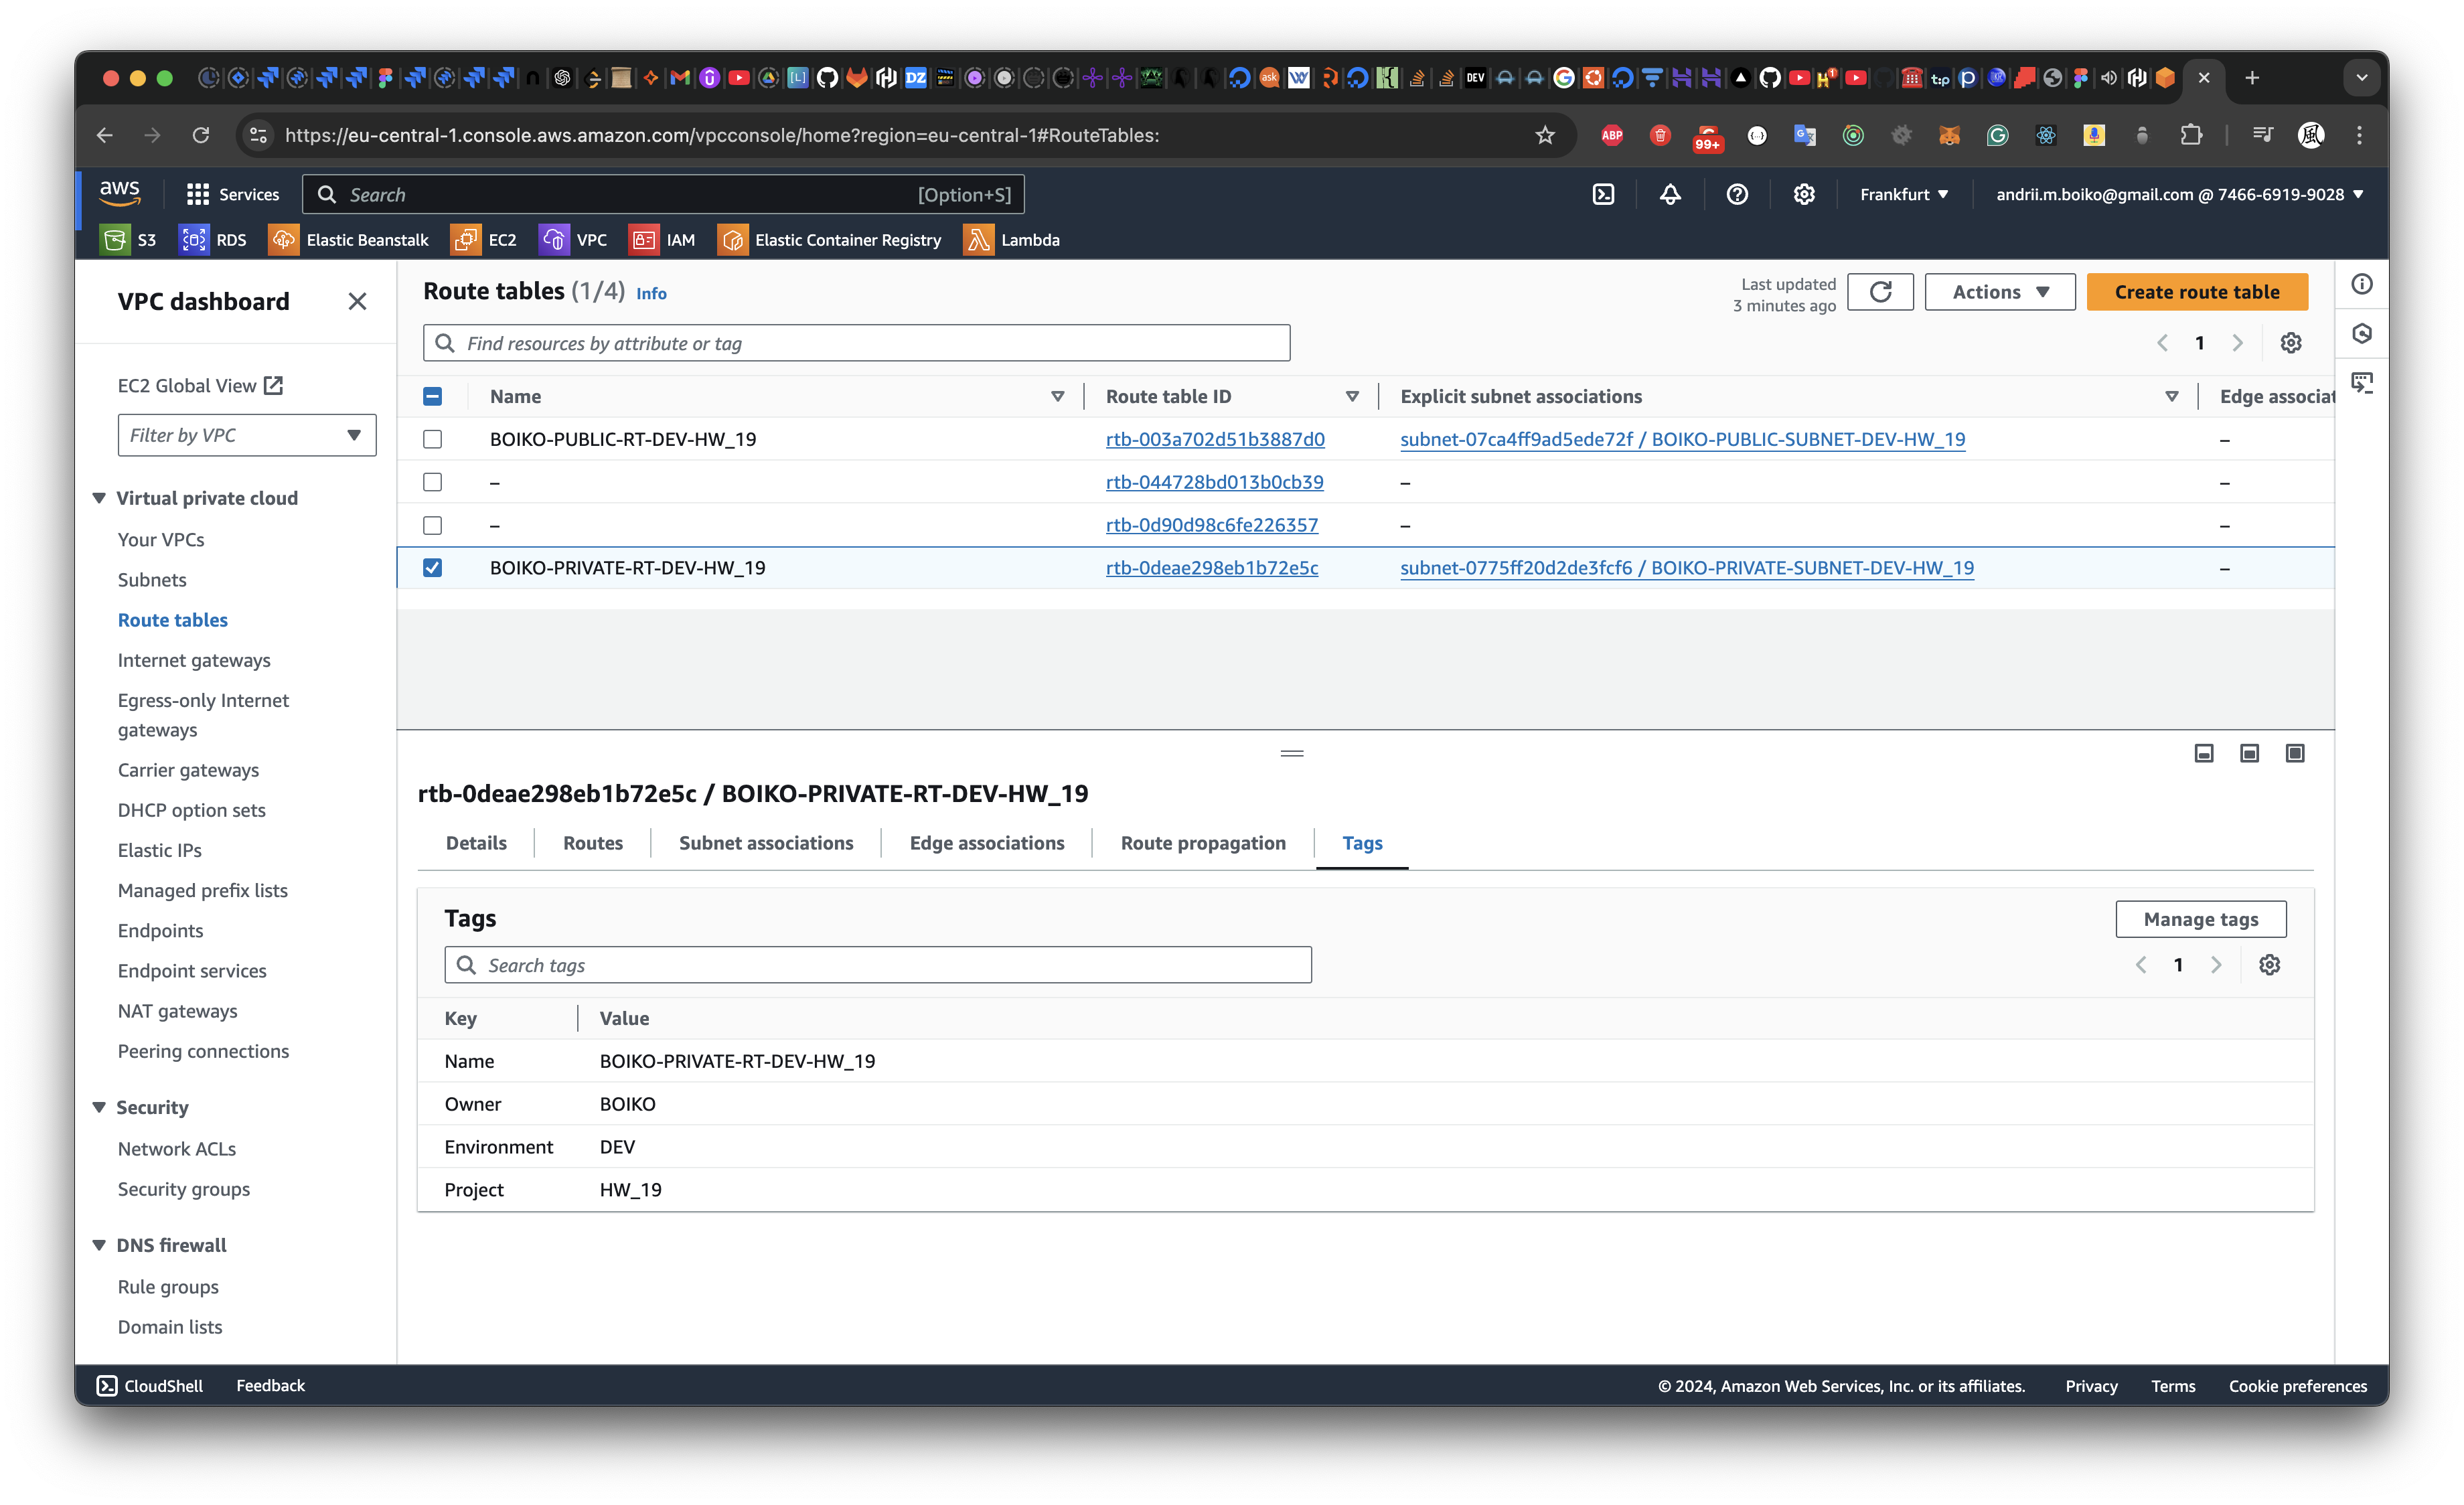 https://eu-central-1.console.aws.amazon.com/vpcconsole/home?region=eu-central-1#RouteTables:
ABP
99+
aws
Services
Search
[Option+S]
Frankfurt
andrii.m.boiko@gmail.com @ 7466-6919-9028
S3
RDS
Elastic Beanstalk
EC2
VPC
IAM
Elastic Container Registry
Lambda
VPC dashboard
EC2 Global View
Filter by VPC
Virtual private cloud
Your VPCs
Subnets
Route tables
Internet gateways
Egress-only Internet
gateways
Carrier gateways
DHCP option sets
Elastic IPs
Managed prefix lists
Endpoints
Endpoint services
NAT gateways
Peering connections
Security
Network ACLs
Security groups
DNS firewall
Rule groups
Domain lists
Route tables (1/4) Info
Last updated
3 minutes ago
Actions
Create route table
Find resources by attribute or tag
1
Name Route table ID Explicit subnet associations Edge associat
BOIKO-PUBLIC-RT-DEV-HW_19 rtb-003a702d51b3887d0 subnet-07ca4ff9ad5ede72f / BOIKO-PUBLIC-SUBNET-DEV-HW_19 –
– rtb-044728bd013b0cb39 – –
– rtb-0d90d98c6fe226357 – –
BOIKO-PRIVATE-RT-DEV-HW_19 rtb-0deae298eb1b72e5c subnet-0775ff20d2de3fcf6 / BOIKO-PRIVATE-SUBNET-DEV-HW_19 –
rtb-0deae298eb1b72e5c / BOIKO-PRIVATE-RT-DEV-HW_19
Details Routes Subnet associations Edge associations Route propagation Tags
Tags
Manage tags
Search tags
1
Key Value
Name BOIKO-PRIVATE-RT-DEV-HW_19
Owner BOIKO
Environment DEV
Project HW_19
CloudShell
Feedback
© 2024, Amazon Web Services, Inc. or its affiliates.
Privacy
Terms
Cookie preferences